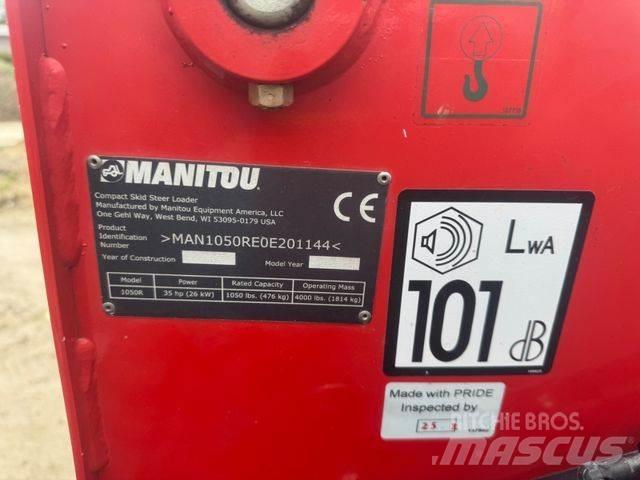 MANITOU
Compact Skid Steer Loader
Manufactured by Manitou Equipment America, LLC
One Gehl Way, West Bend, WI 53095-0179 USA
Product
Identification
Number
>MAN1050RE0E201144<
CE
Year of Construction
Model Year
Model Power Rated Capacity Operating Mass
1050R 35 hp (26 kW) 1050 lbs. (476 kg) 4000 lbs. (1814 kg)
LWA
101 dB
Made with PRIDE
Inspected by
25
RITCHIE BROS.
MASCUS